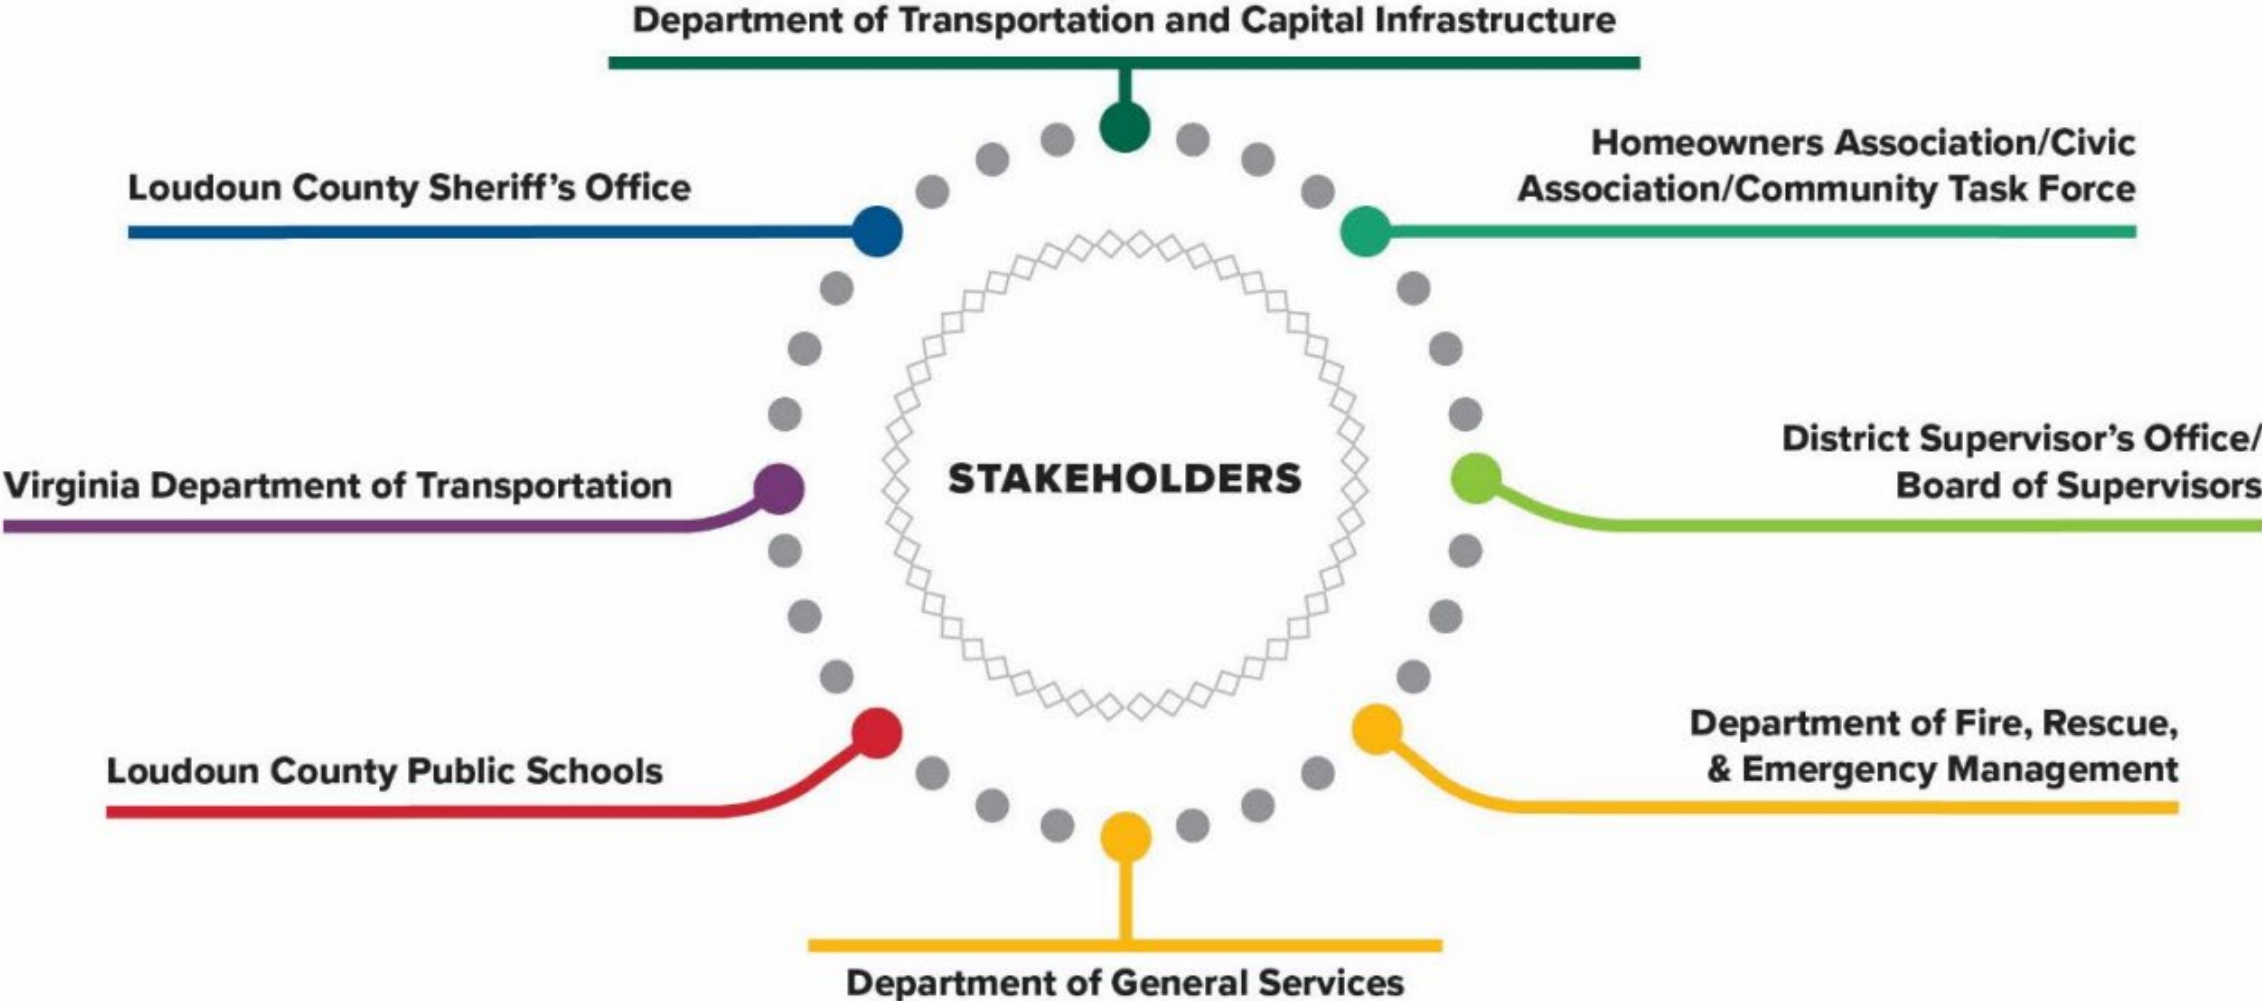 Department of Transportation and Capital Infrastructure
Homeowners Association/Civic
Association/Community Task Force
Loudoun County Sheriff’s Office
District Supervisor’s Office/
Board of Supervisors
STAKEHOLDERS
Virginia Department of Transportation
Department of Fire, Rescue,
& Emergency Management
Loudoun County Public Schools
Department of General Services